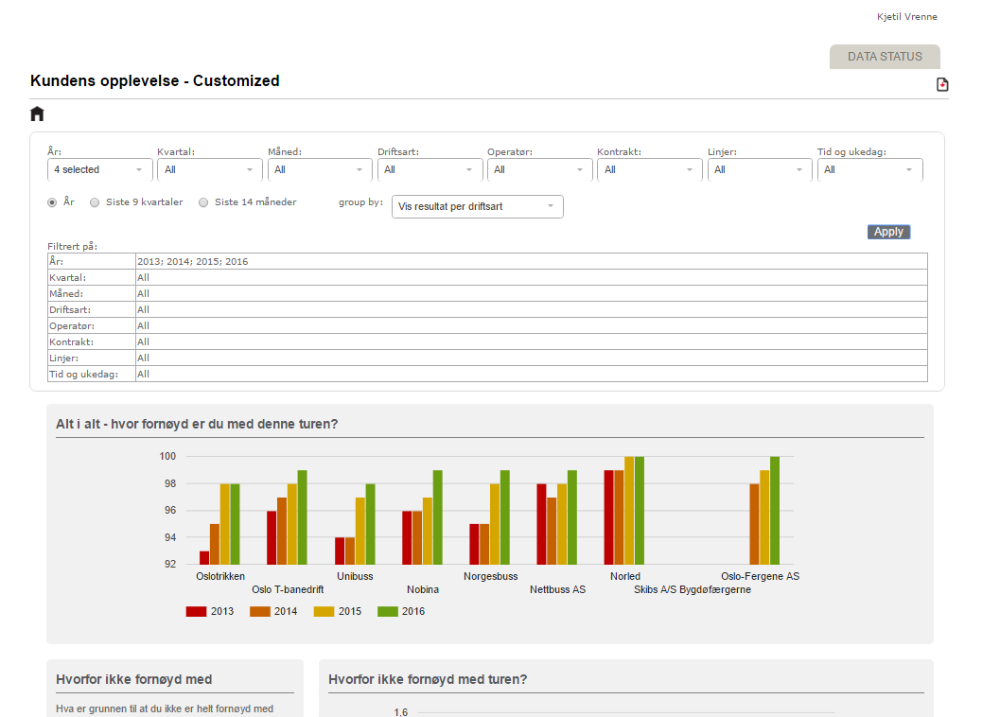 Kjetil Vrenne
DATA STATUS
Kundens opplevelse - Customized
År: Kvartal: Måned: Driftsart: Operatør: Kontrakt: Linjer: Tid og ukedag:
4 selected All All All All All All All
År Siste 9 kvartaler Siste 14 måneder group by: Vis resultat per driftsart
Apply
Filtrert på:
År: 2013; 2014; 2015; 2016
Kvartal: All
Måned: All
Driftsart: All
Operatør: All
Kontrakt: All
Linjer: All
Tid og ukedag: All
Alt i alt - hvor fornøyd er du med denne turen?
100
98
96
94
92
Oslotrikken Unibuss Norgesbuss Norled Oslo-Fergene AS
Oslo T-banedrift Nobina Nettbuss AS Skibs A/S Bygdøfærgerne
2013 2014 2015 2016
Hvorfor ikke fornøyd med Hvorfor ikke fornøyd med turen?
Hva er grunnen til at du ikke er helt fornøyd med
1,6